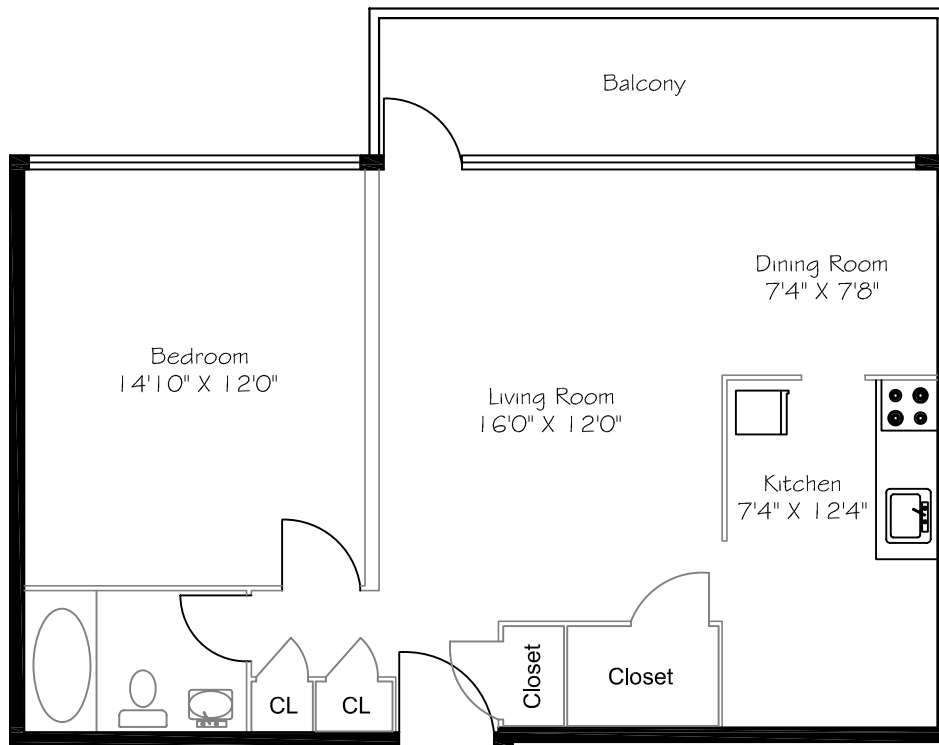 Balcony
Dining Room
7'4" X 7'8"
Bedroom
14'10" X 12'0"
Living Room
16'0" X 12'0"
Kitchen
7'4" X 12'4"
Closet
Closet
CL
CL